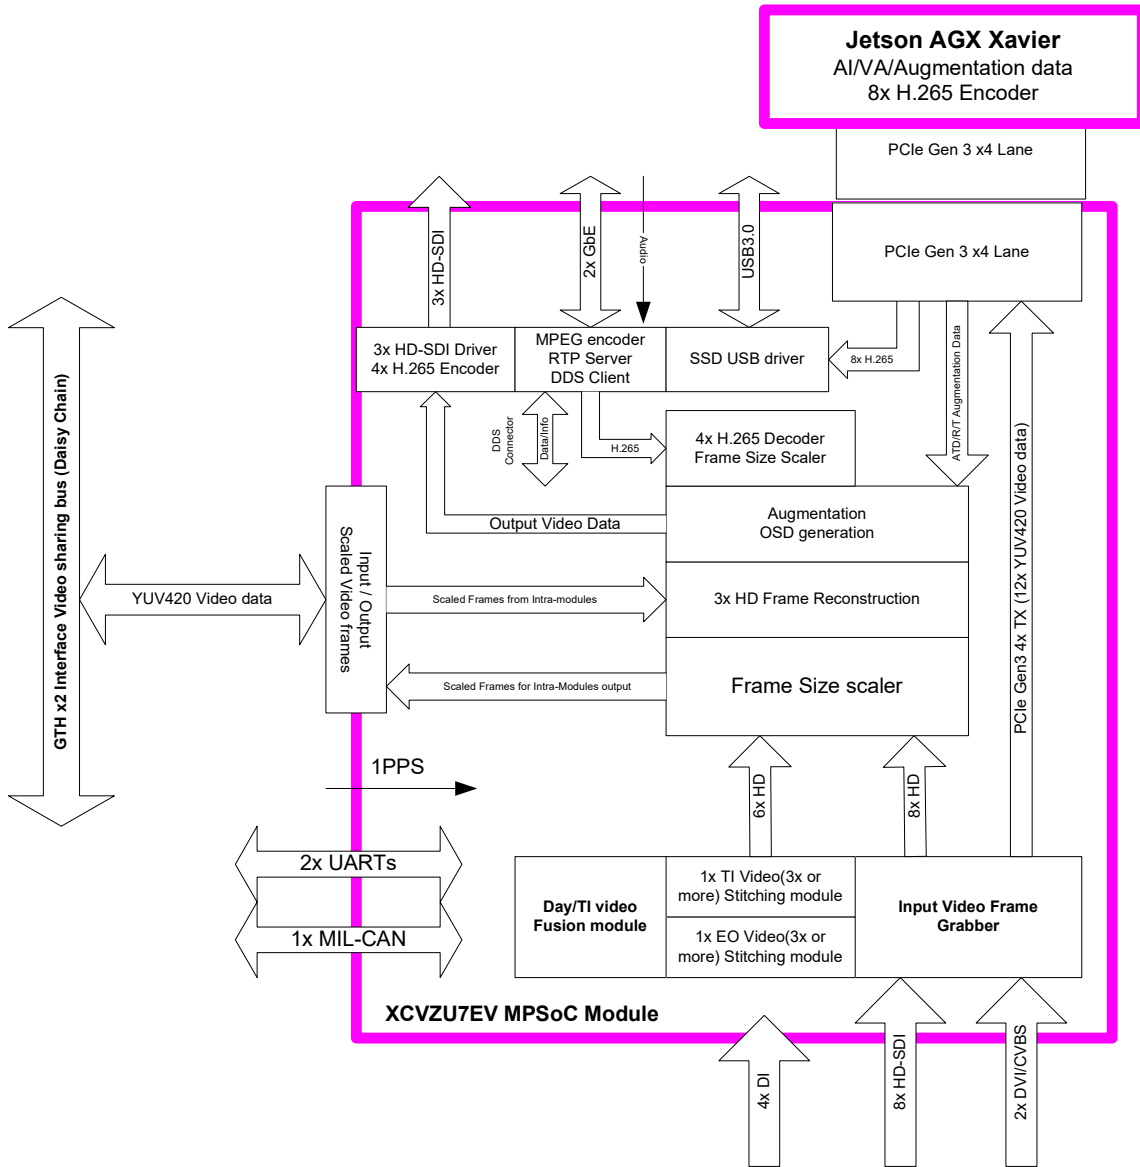 Jetson AGX Xavier
AI/VA/Augmentation data
8x H.265 Encoder
PCIe Gen 3 x4 Lane
PCIe Gen 3 x4 Lane
3x HD-SDI
2x GbE
Audio
USB3.0
3x HD-SDI Driver
4x H.265 Encoder
MPEG encoder
RTP Server
DDS Client
SSD USB driver
8x H.265
ATD/R/T Augmentation Data
PCIe Gen3 4x TX (12x YUV420 Video data)
DDS
Connector
Data/Info
H.265
4x H.265 Decoder
Frame Size Scaler
Output Video Data
Augmentation
OSD generation
GTH x2 Interface Video sharing bus (Daisy Chain)
YUV420 Video data
Input / Output
Scaled Video frames
Scaled Frames from Intra-modules
3x HD Frame Reconstruction
Scaled Frames for Intra-Modules output
Frame Size scaler
1PPS
6x HD
8x HD
2x UARTs
1x MIL-CAN
Day/TI video
Fusion module
1x TI Video(3x or
more) Stitching module
1x EO Video(3x or
more) Stitching module
Input Video Frame
Grabber
XCVZU7EV MPSoC Module
4x DI
8x HD-SDI
2x DVI/CVBS